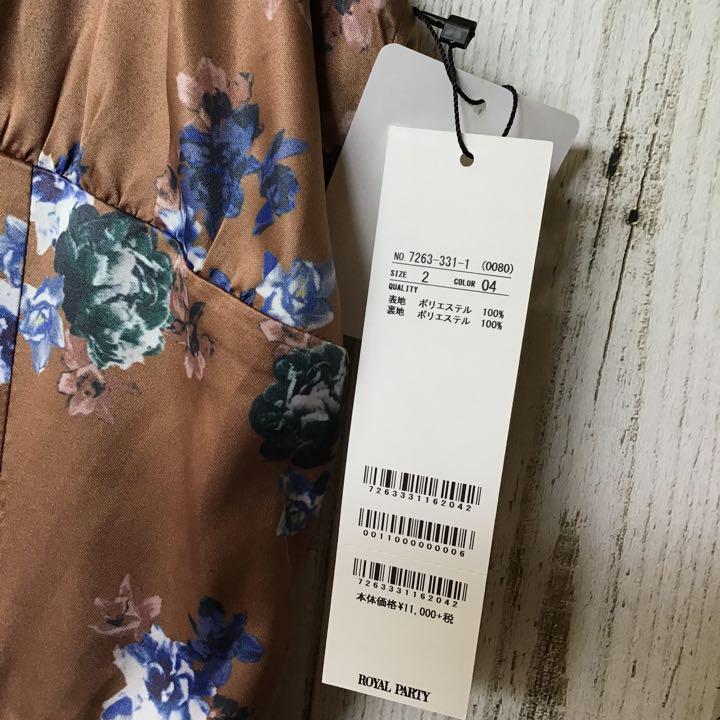 NO 7263-331-1 (0080)
SIZE 2 COLOUR 04
QUALITY
表地 ポリエステル 100%
裏地 ポリエステル 100%
7263331162042
0011000000006
7263331162042
本体価格¥11,000+税
ROYAL PARTY